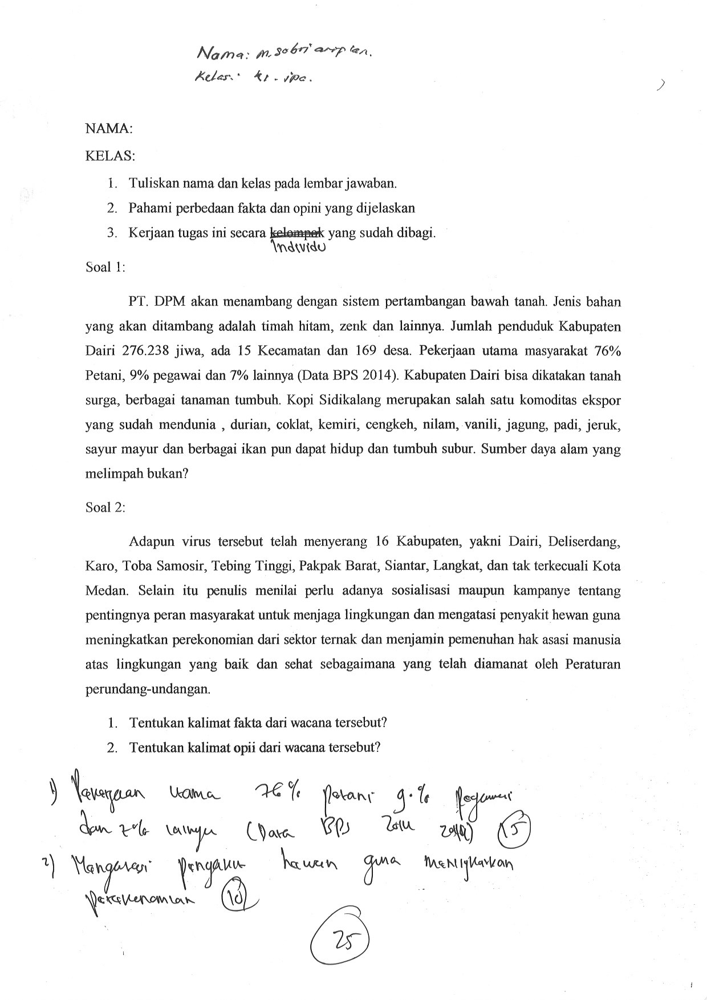 Nama: M. Sobri
Kelas: XI - ipa.
NAMA:
KELAS:
1. Tuliskan nama dan kelas pada lembar jawaban.
2. Pahami perbedaan fakta dan opini yang dijelaskan
3. Kerjaan tugas ini secara kelompok yang sudah dibagi.
Individu
Soal 1:
PT. DPM akan menambang dengan sistem pertambangan bawah tanah. Jenis bahan
yang akan ditambang adalah timah hitam, zenk dan lainnya. Jumlah penduduk Kabupaten
Dairi 276.238 jiwa, ada 15 Kecamatan dan 169 desa. Pekerjaan utama masyarakat 76%
Petani, 9% pegawai dan 7% lainnya (Data BPS 2014). Kabupaten Dairi bisa dikatakan tanah
surga, berbagai tanaman tumbuh. Kopi Sidikalang merupakan salah satu komoditas ekspor
yang sudah mendunia , durian, coklat, kemiri, cengkeh, nilam, vanili, jagung, padi, jeruk,
sayur mayur dan berbagai ikan pun dapat hidup dan tumbuh subur. Sumber daya alam yang
melimpah bukan?
Soal 2:
Adapun virus tersebut telah menyerang 16 Kabupaten, yakni Dairi, Deliserdang,
Karo, Toba Samosir, Tebing Tinggi, Pakpak Barat, Siantar, Langkat, dan tak terkecuali Kota
Medan. Selain itu penulis menilai perlu adanya sosialisasi maupun kampanye tentang
pentingnya peran masyarakat untuk menjaga lingkungan dan mengatasi penyakit hewan guna
meningkatkan perekonomian dari sektor ternak dan menjamin pemenuhan hak asasi manusia
atas lingkungan yang baik dan sehat sebagaimana yang telah diamanat oleh Peraturan
perundang-undangan.
1. Tentukan kalimat fakta dari wacana tersebut?
2. Tentukan kalimat opii dari wacana tersebut?
1) Pekerjaan utama 76% petani 9.% pegawai
dan 7% lainnya (Data BPS 2014) 15
2) Mengatasi hewan guna
10
25